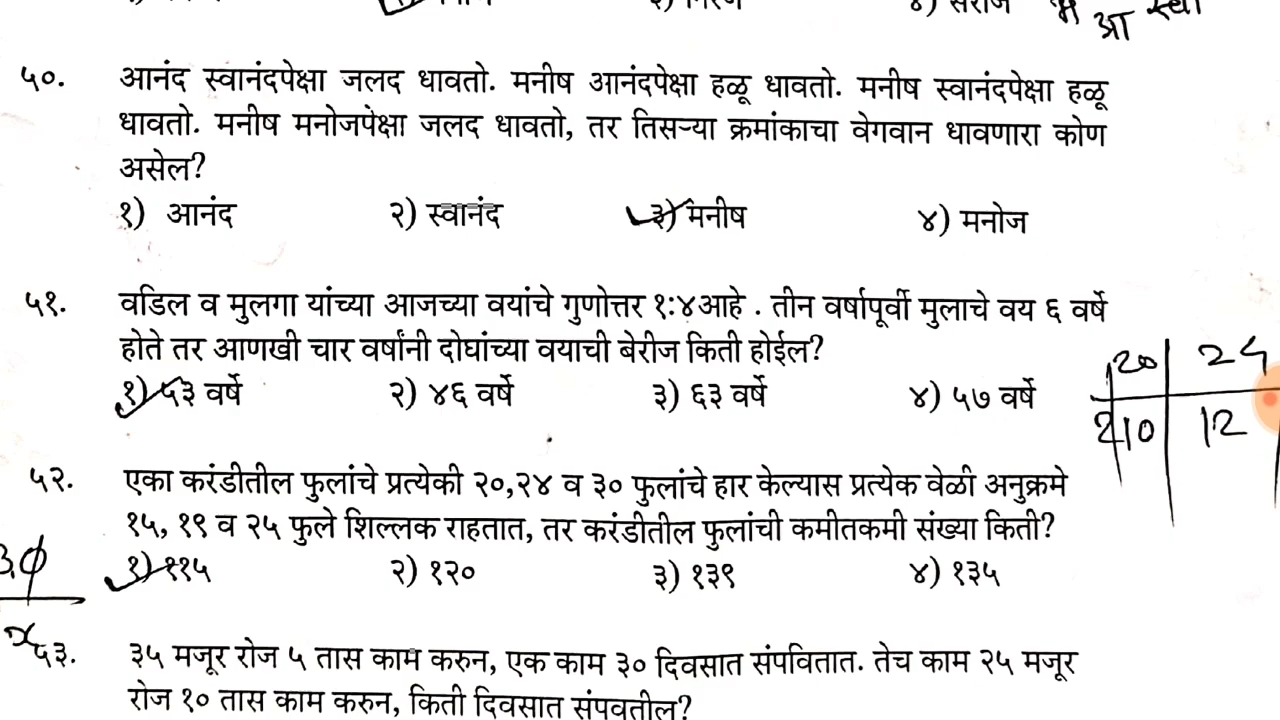 ४) सरोज
आ
५०. आनंद स्वानंदपेक्षा जलद धावतो. मनीष आनंदपेक्षा हळू धावतो. मनीष स्वानंदपेक्षा हळू
धावतो. मनीष मनोजपेक्षा जलद धावतो, तर तिसऱ्या क्रमांकाचा वेगवान धावणारा कोण
असेल?
१) आनंद २) स्वानंद ३) मनीष ४) मनोज
५१. वडिल व मुलगा यांच्या आजच्या वयांचे गुणोत्तर १:४आहे . तीन वर्षापूर्वी मुलाचे वय ६ वर्षे
होते तर आणखी चार वर्षांनी दोघांच्या वयाची बेरीज किती होईल?
20 24
१) ५३ वर्षे २) ४६ वर्षे ३) ६३ वर्षे ४) ५७ वर्षे
2 10 12
५२. एका करंडीतील फुलांचे प्रत्येकी २०,२४ व ३० फुलांचे हार केल्यास प्रत्येक वेळी अनुक्रमे
१५, १९ व २५ फुले शिल्लक राहतात, तर करंडीतील फुलांची कमीतकमी संख्या किती?
१) ११५ २) १२० ३) १३९ ४) १३५
५३. ३५ मजूर रोज ५ तास काम करुन, एक काम ३० दिवसात संपवितात. तेच काम २५ मजूर
रोज १० तास काम करुन, किती दिवसात संपवतील?